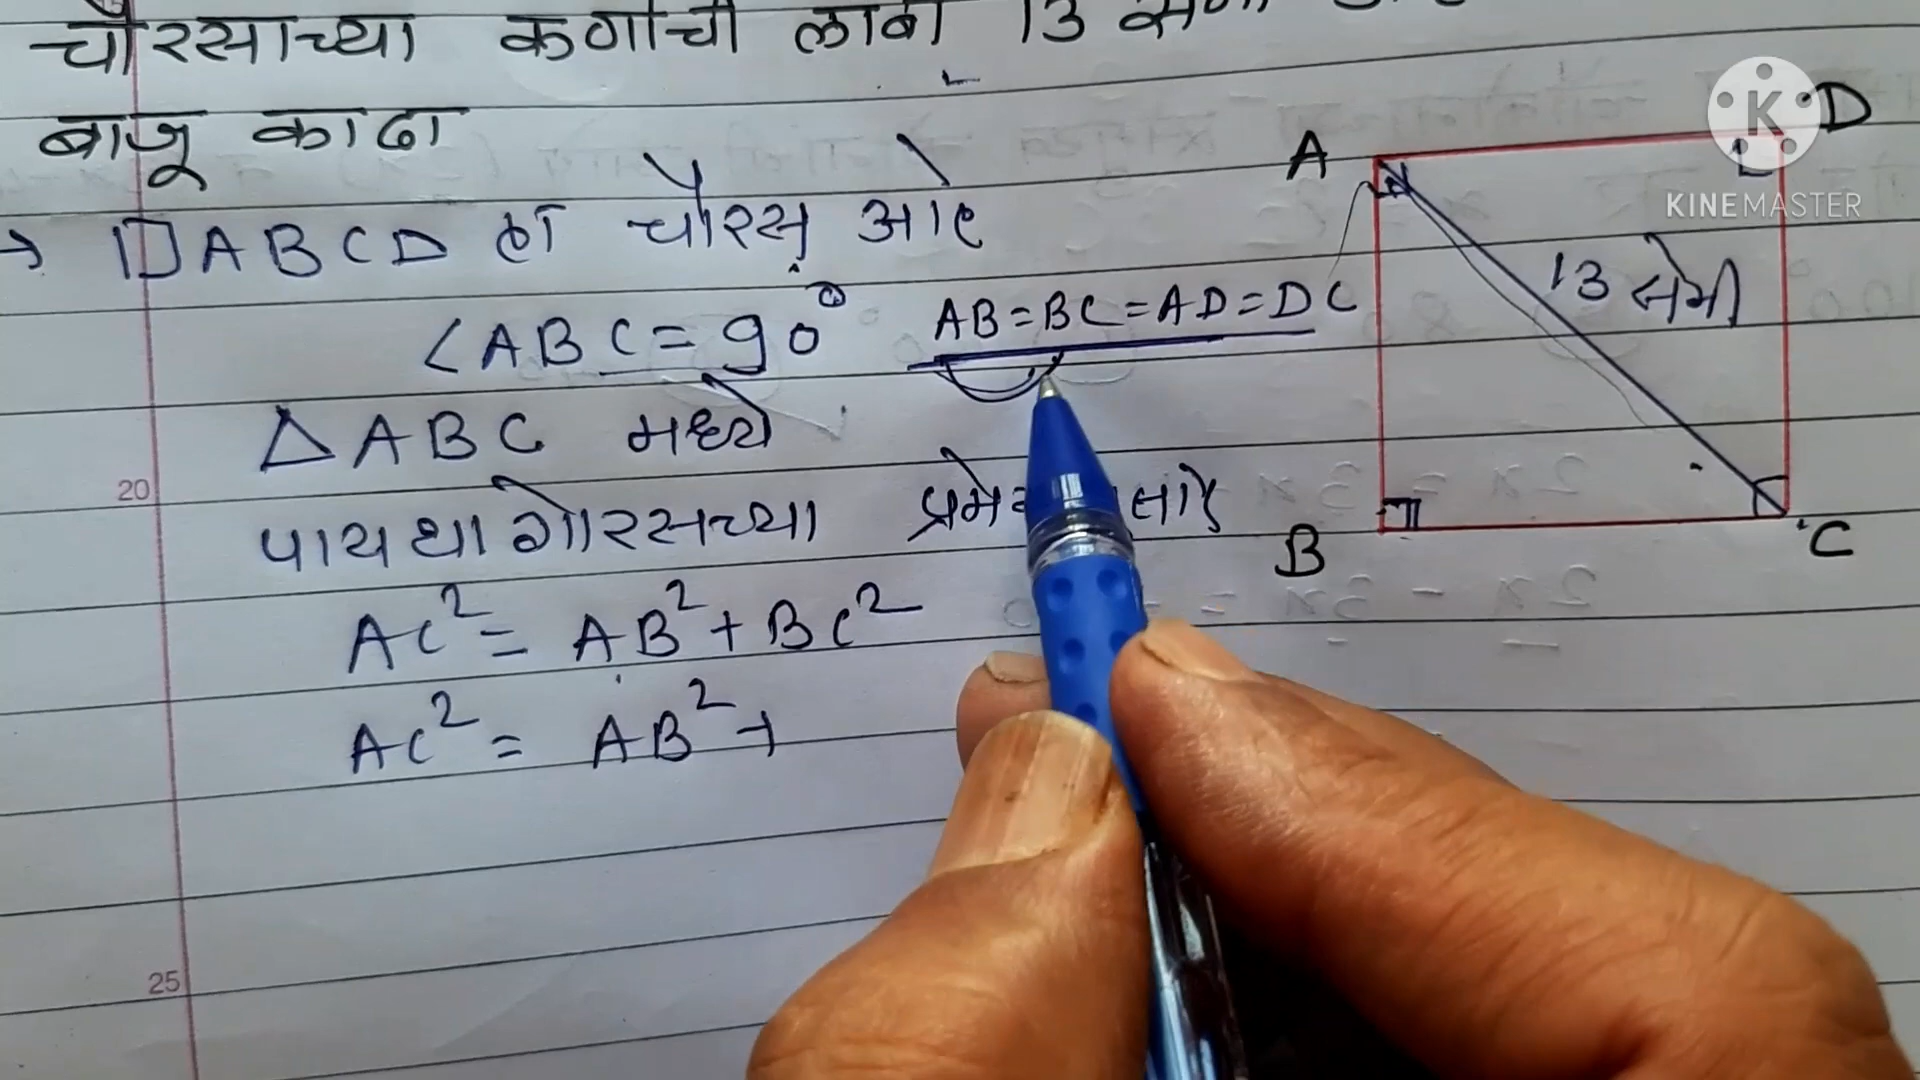 चौरसाच्या कर्णाची लांबी 13 सेमी
बाजू काढा
→ □ABCD हा चौरस आहे
∠ABC = 90°
AB = BC = AD = DC
△ABC मध्ये
पायथागोरसच्या
AC² = AB² + BC²
AC² = AB² +
A
D
13 सेमी
B
C
20
25
K
KINEMASTER